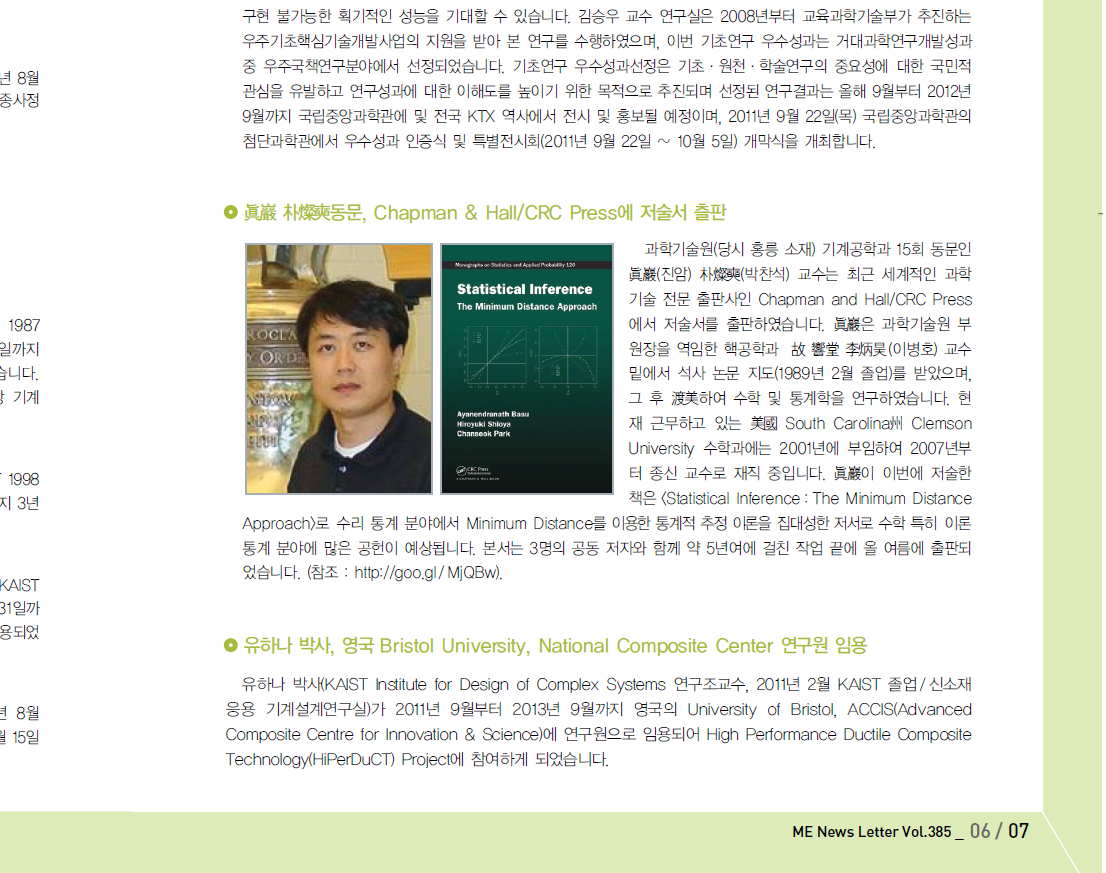 년 8월
종사정
1987
일까지
습니다.
기계
1998
지 3년
KAIST
31일까
용되었
년 8월
월 15일
구현 불가능한 획기적인 성능을 기대할 수 있습니다. 김승우 교수 연구실은 2008년부터 교육과학기술부가 추진하는
우주기초핵심기술개발사업의 지원을 받아 본 연구를 수행하였으며, 이번 기초연구 우수성과는 거대과학연구개발성과
중 우주국책연구분야에서 선정되었습니다. 기초연구 우수성과선정은 기초·원천·학술연구의 중요성에 대한 국민적
관심을 유발하고 연구성과에 대한 이해도를 높이기 위한 목적으로 추진되며 선정된 연구결과는 올해 9월부터 2012년
9월까지 국립중앙과학관에 및 전국 KTX 역사에서 전시 및 홍보될 예정이며, 2011년 9월 22일(목) 국립중앙과학관의
첨단과학관에서 우수성과 인증식 및 특별전시회(2011년 9월 22일 ~ 10월 5일) 개막식을 개최합니다.
眞巖 朴燦奭동문, Chapman & Hall/CRC Press에 저술서 출판
ROCLA
Y ORDE
Monographs on Statistics and Applied Probability 120
Statistical Inference
The Minimum Distance Approach
Ayanendranath Basu
Hiroyuki Shioya
Chanseok Park
CRC Press
A CHAPMAN & HALL BOOK
과학기술원(당시 홍릉 소재) 기계공학과 15회 동문인
眞巖(진암) 朴燦奭(박찬석) 교수는 최근 세계적인 과학
기술 전문 출판사인 Chapman and Hall/CRC Press
에서 저술서를 출판하였습니다. 眞巖은 과학기술원 부
원장을 역임한 핵공학과 故 響堂 李炳昊(이병호) 교수
밑에서 석사 논문 지도(1989년 2월 졸업)를 받았으며,
그 후 渡美하여 수학 및 통계학을 연구하였습니다. 현
재 근무하고 있는 美國 South Carolina州 Clemson
University 수학과에는 2001년에 부임하여 2007년부
터 종신 교수로 재직 중입니다. 眞巖이 이번에 저술한
책은 〈Statistical Inference : The Minimum Distance
Approach〉로 수리 통계 분야에서 Minimum Distance를 이용한 통계적 추정 이론을 집대성한 저서로 수학 특히 이론
통계 분야에 많은 공헌이 예상됩니다. 본서는 3명의 공동 저자와 함께 약 5년여에 걸친 작업 끝에 올 여름에 출판되
었습니다. (참조 : http://goo.gl/MjQBw).
유하나 박사, 영국 Bristol University, National Composite Center 연구원 임용
유하나 박사(KAIST Institute for Design of Complex Systems 연구조교수, 2011년 2월 KAIST 졸업/신소재
응용 기계설계연구실)가 2011년 9월부터 2013년 9월까지 영국의 University of Bristol, ACCIS(Advanced
Composite Centre for Innovation & Science)에 연구원으로 임용되어 High Performance Ductile Composite
Technology(HiPerDuCT) Project에 참여하게 되었습니다.
ME News Letter Vol.385 _ 06 / 07